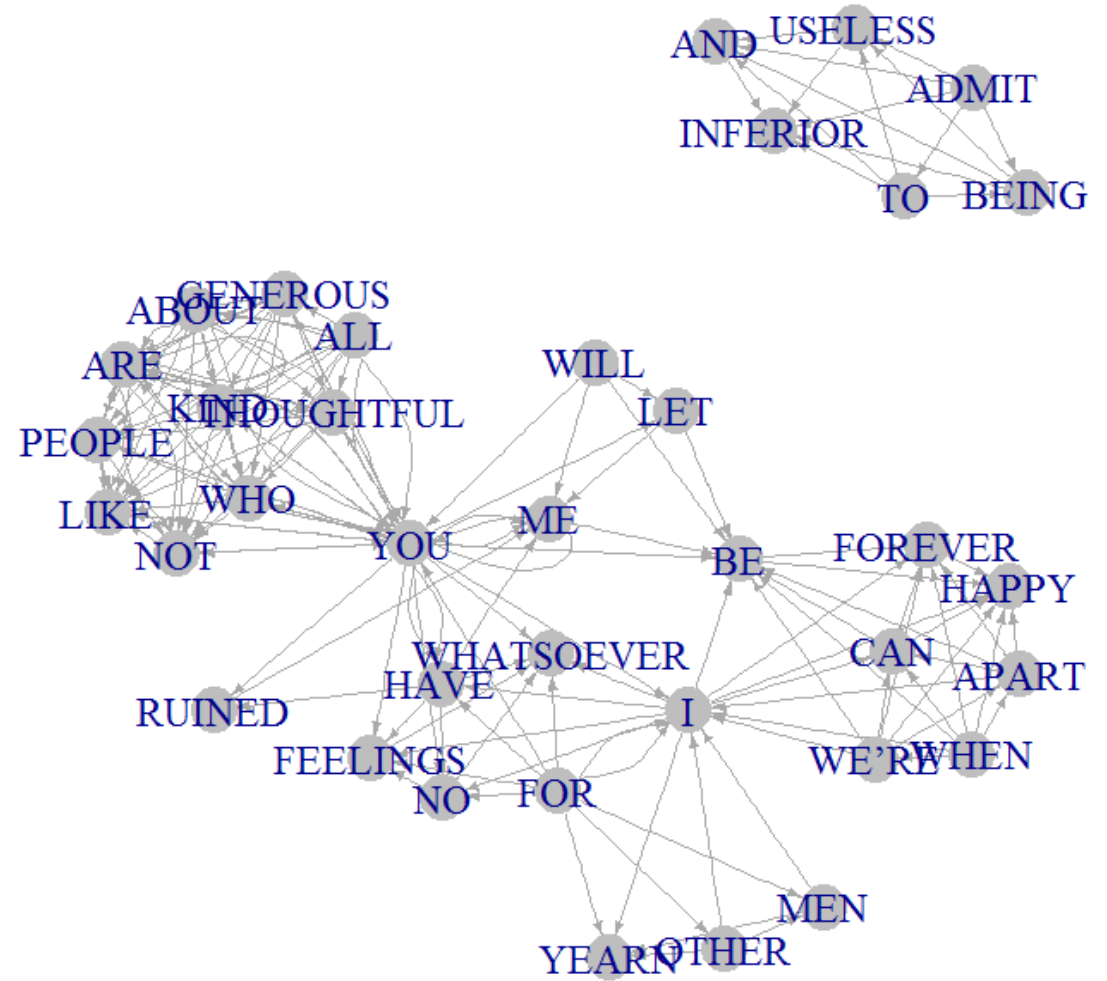 USELESS
AND
ADMIT
INFERIOR
TO
BEING
GENEROUS
ABOUT
ALL
ARE
KIND
THOUGHTFUL
PEOPLE
WHO
LIKE
NOT
WILL
LET
ME
YOU
BE
FOREVER
HAPPY
CAN
APART
WHATSOEVER
HAVE
I
RUINED
FEELINGS
WE’RE
WHEN
NO
FOR
MEN
OTHER
YEARN